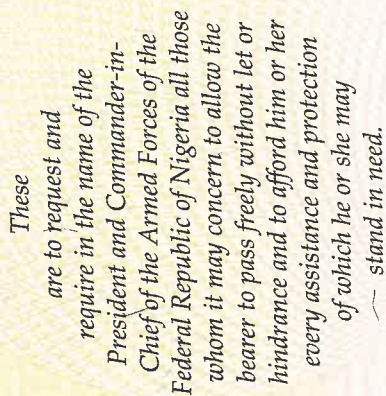 These
are to request and
require in the name of the
President and Commander-in-
Chief of the Armed Forces of the
Federal Republic of Nigeria all those
whom it may concern to allow the
bearer to pass freely without let or
hindrance and to afford him or her
every assistance and protection
of which he or she may
stand in need.